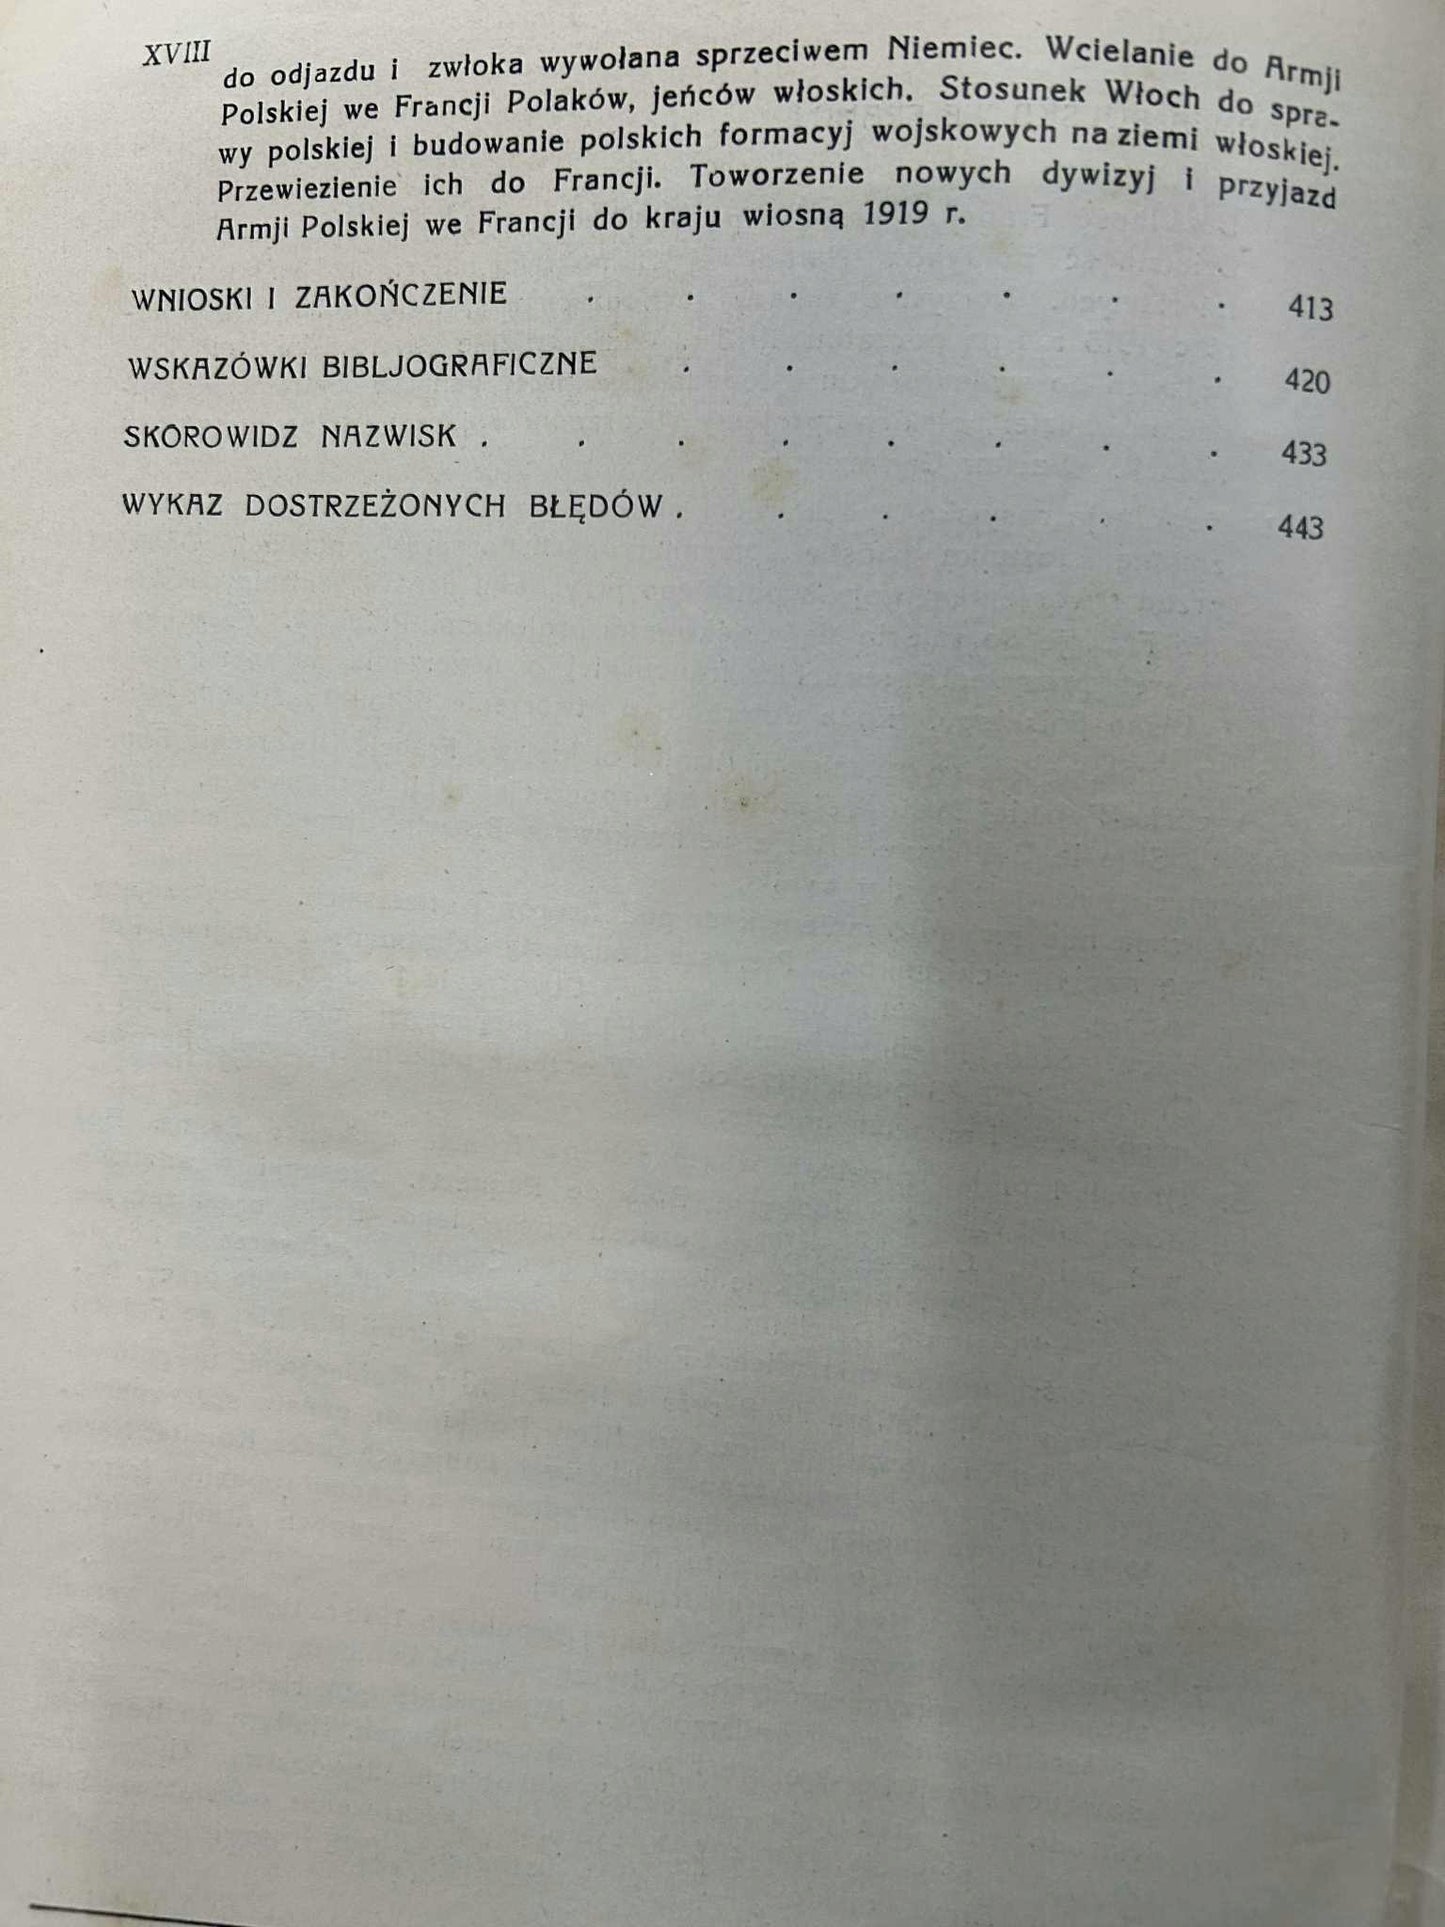 XVIII
do odjazdu i zwłoka wywołana sprzeciwem Niemiec. Wcielanie do Armji
Polskiej we Francji Polaków, jeńców włoskich. Stosunek Włoch do spra-
wy polskiej i budowanie polskich formacyj wojskowych na ziemi włoskiej.
Przewiezienie ich do Francji. Toworzenie nowych dywizyj i przyjazd
Armji Polskiej we Francji do kraju wiosną 1919 r.
WNIOSKI I ZAKOŃCZENIE . . . . . . . 413
WSKAZÓWKI BIBLJOGRAFICZNE . . . . . . 420
SKOROWIDZ NAZWISK . . . . . . . . 433
WYKAZ DOSTRZEŻONYCH BŁĘDÓW . . . . . . 443